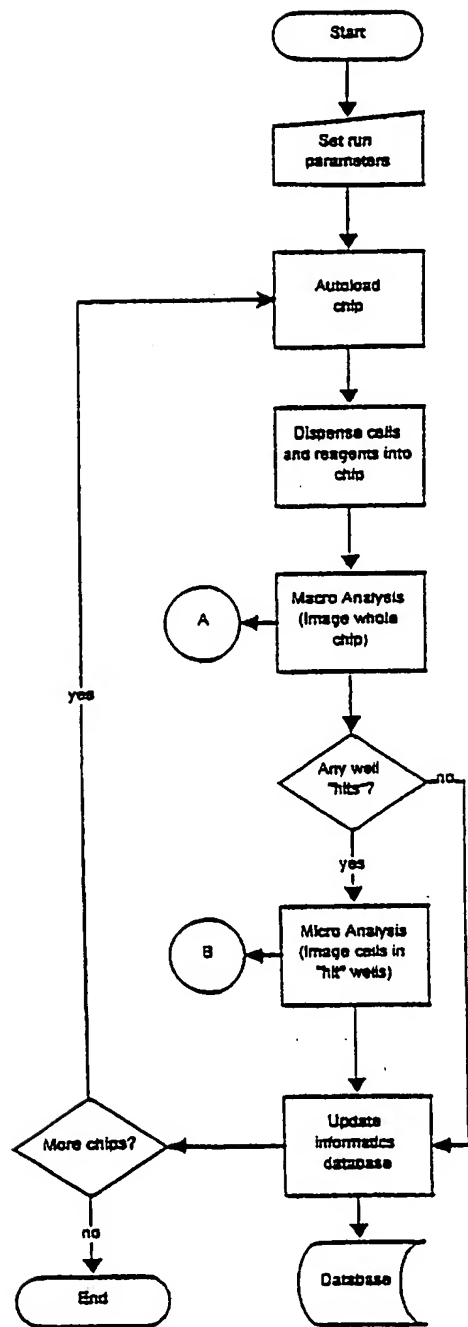 Start
Set run
parameters
Autoload
chip
Dispense cells
and reagents into
chip
A
Macro Analysis
(Image whole
chip)
yes
Any well
"hits"?
no
yes
B
Micro Analysis
(Image cells in
"hit" wells)
More chips?
Update
informatics
database
no
End
Database